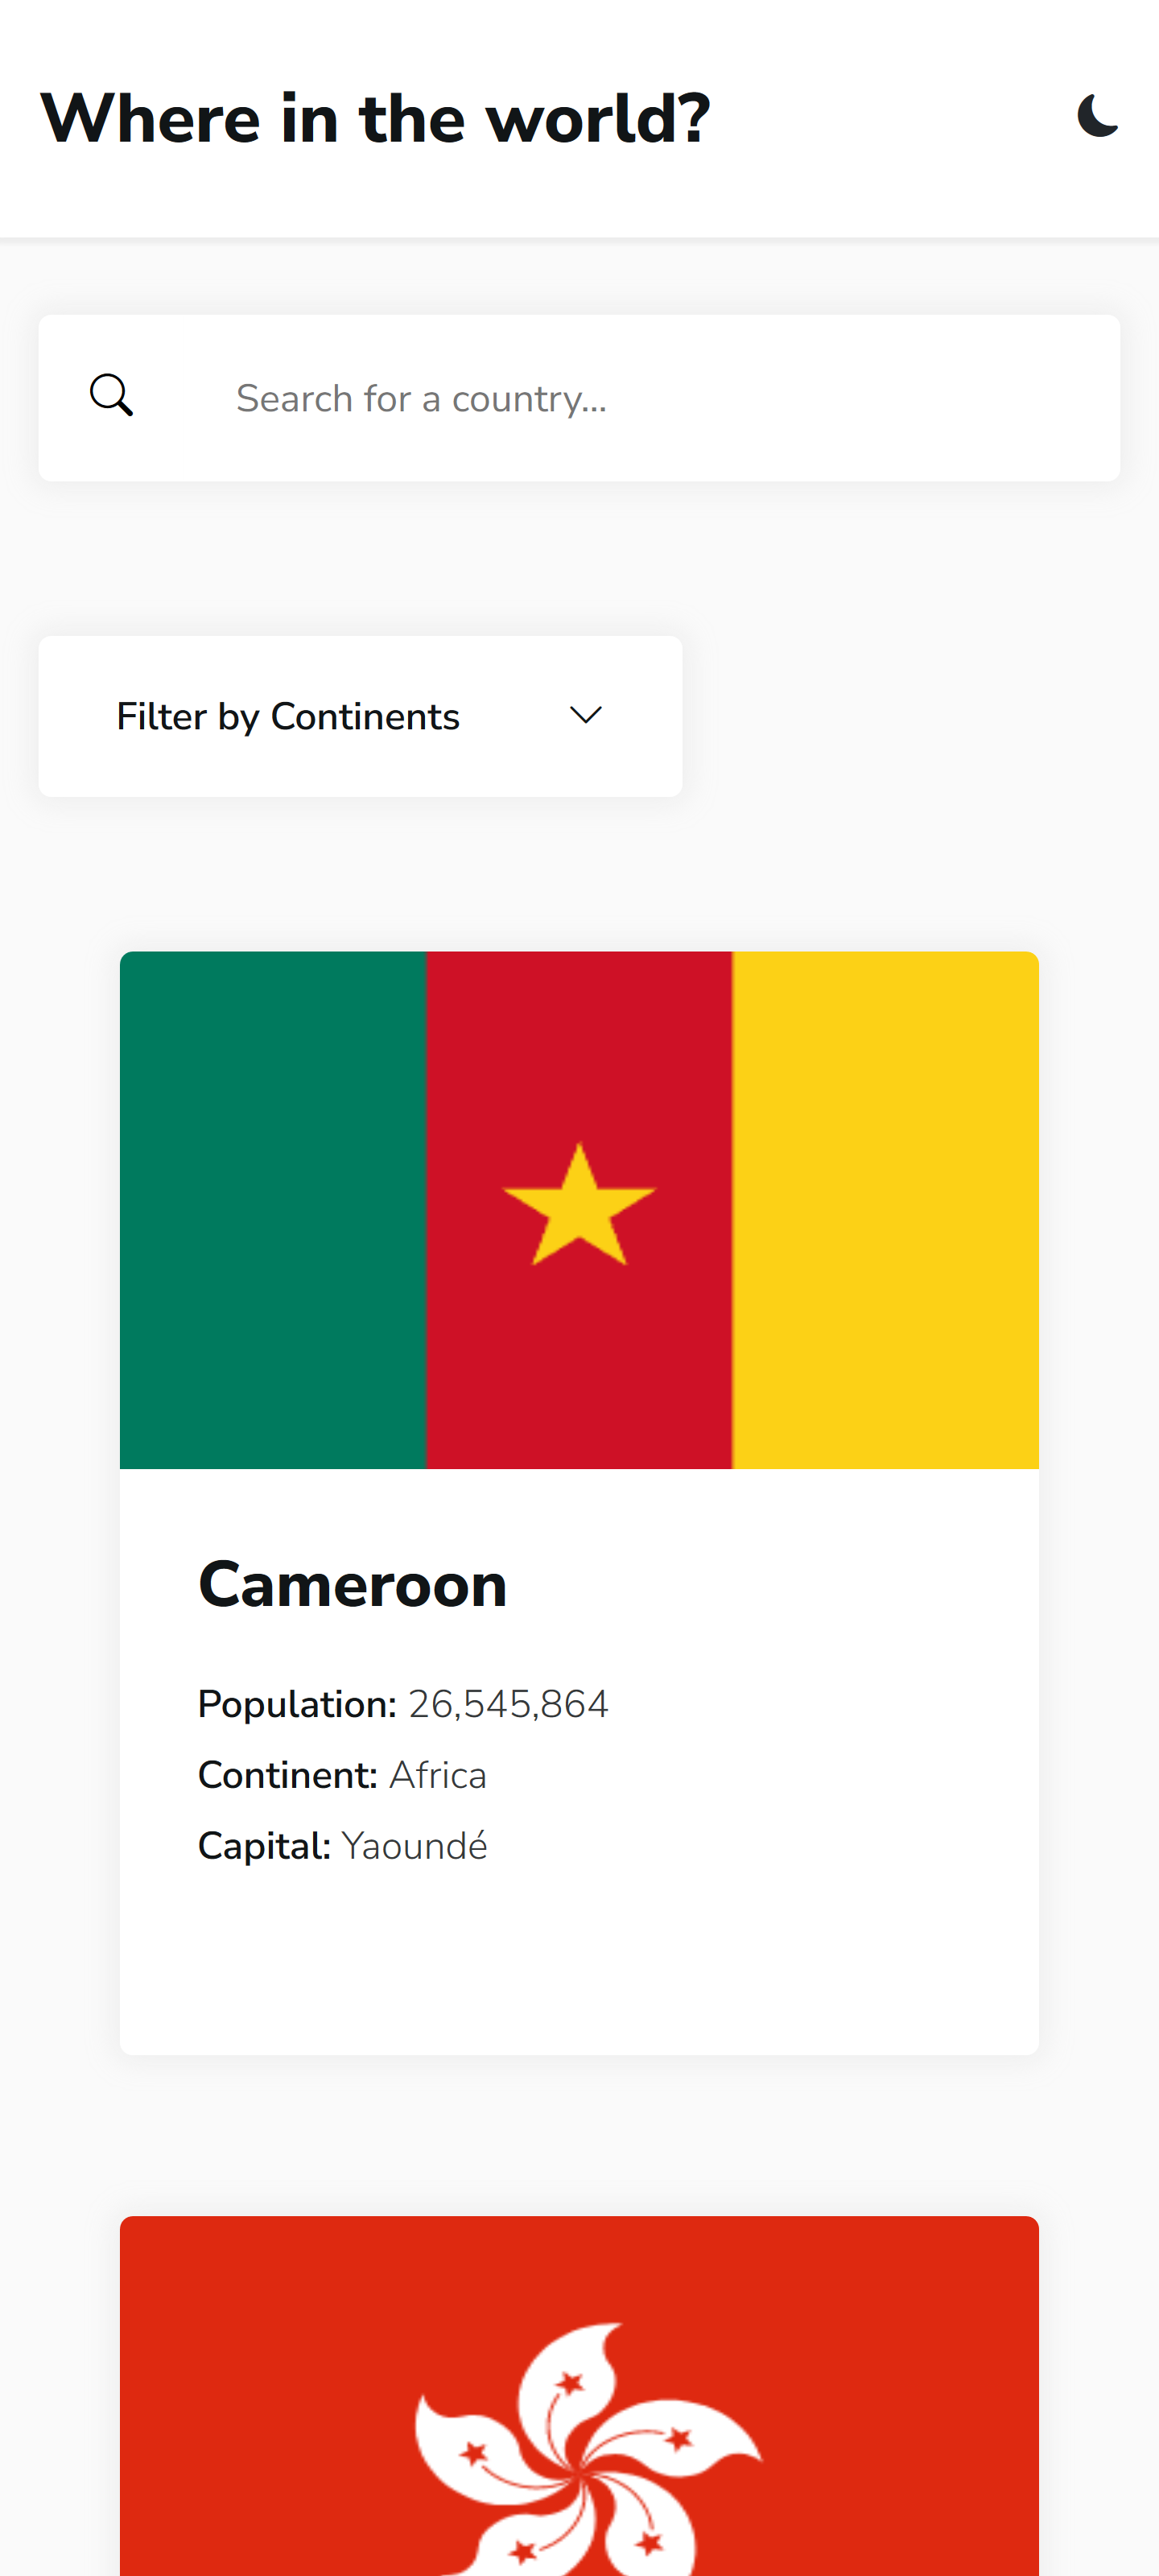 Where in the world?
Search for a country...
Filter by Continents
Cameroon
Population: 26,545,864
Continent: Africa
Capital: Yaoundé